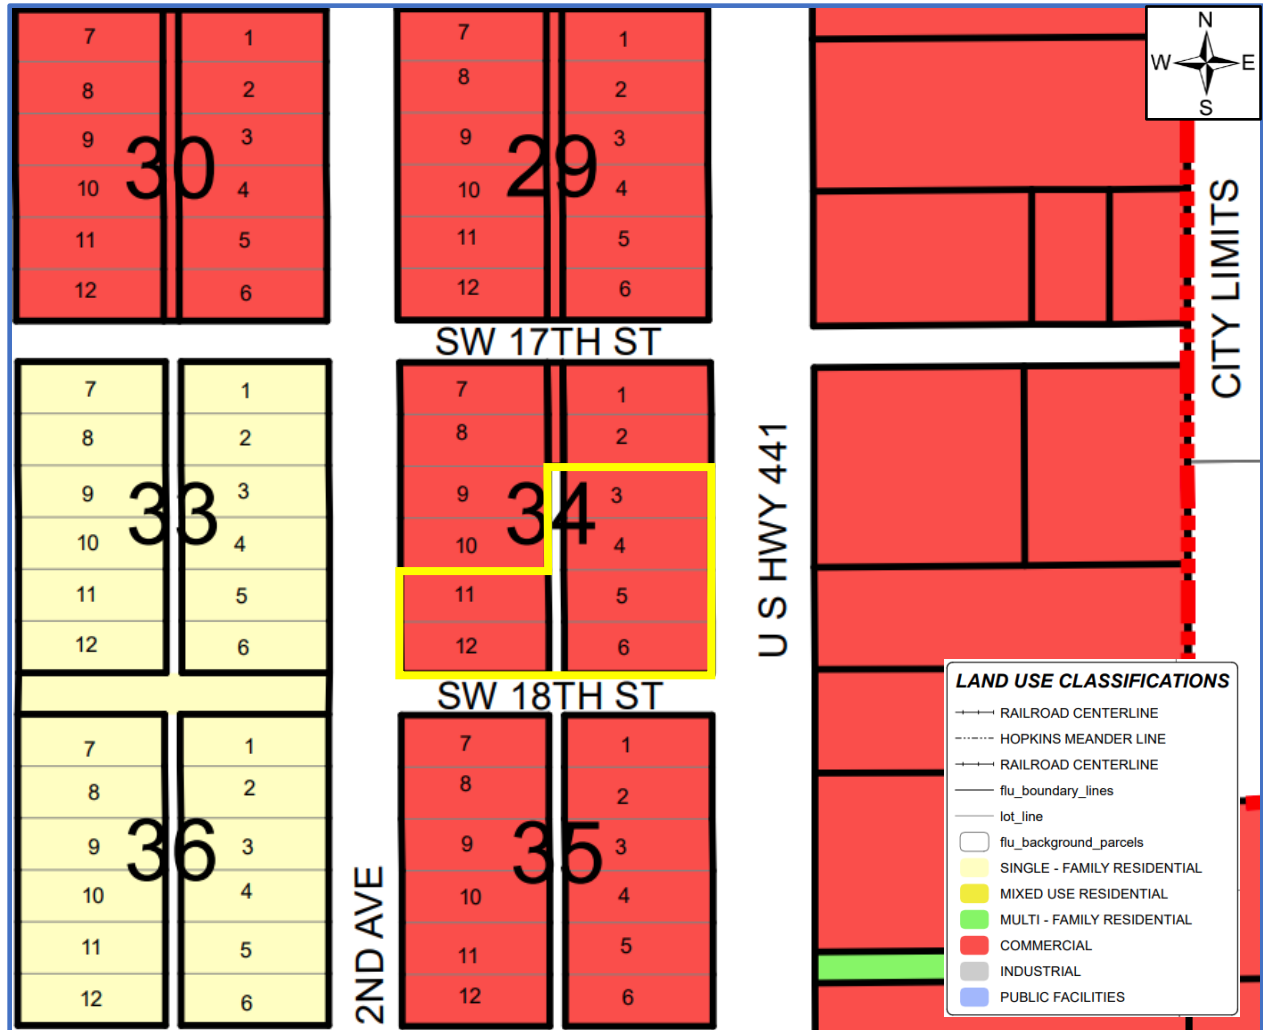 N
W E
S
7 1 7 1
8 2 8 2
9 3 9 3
30 29
10 4 10 4
11 5 11 5
12 6 12 6
CITY LIMITS
SW 17TH ST
7 1 7 1
8 2 8 2
9 3 9 3
33 34
10 4 10 4
11 5 11 5
12 6 12 6
U S HWY 441
SW 18TH ST
7 1 7 1
8 2 8 2
9 3 9 3
36 35
10 4 10 4
11 5 11 5
12 6 12 6
2ND AVE
LAND USE CLASSIFICATIONS
RAILROAD CENTERLINE
HOPKINS MEANDER LINE
RAILROAD CENTERLINE
flu_boundary_lines
lot_line
flu_background_parcels
SINGLE - FAMILY RESIDENTIAL
MIXED USE RESIDENTIAL
MULTI - FAMILY RESIDENTIAL
COMMERCIAL
INDUSTRIAL
PUBLIC FACILITIES